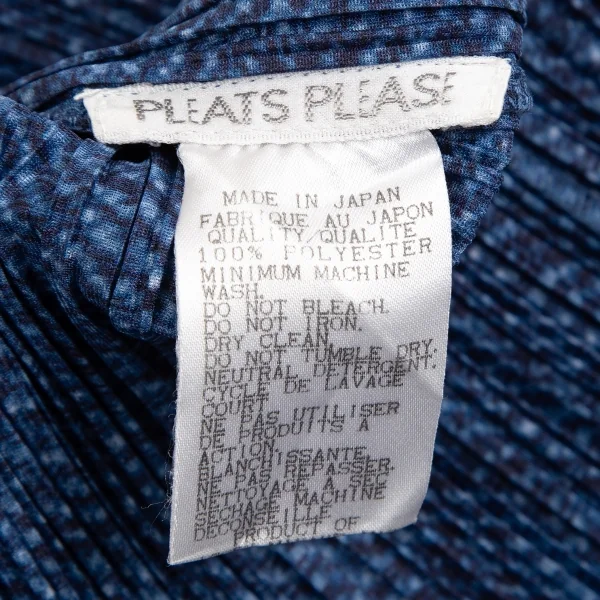 PLEATS PLEASE
MADE IN JAPAN
FABRIQUE AU JAPON
QUALITY/QUALITE
100% POLYESTER
MINIMUM MACHINE
WASH.
DO NOT BLEACH.
DO NOT IRON.
DRY CLEAN.
DO NOT TUMBLE DRY.
NEUTRAL DETERGENT.
CYCLE DE LAVAGE
COURT.
NE PAS UTILISER
DE PRODUITS A
ACTION
BLANCHISSANTE.
NE PAS REPASSER.
NETTOYAGE A SEC
SECHAGE MACHINE
DECONSEILLE
PRODUCT OF